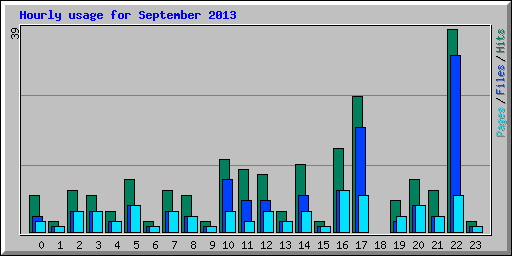 Hourly usage for September 2013
39
Pages/Files/Hits
0 1 2 3 4 5 6 7 8 9 10 11 12 13 14 15 16 17 18 19 20 21 22 23